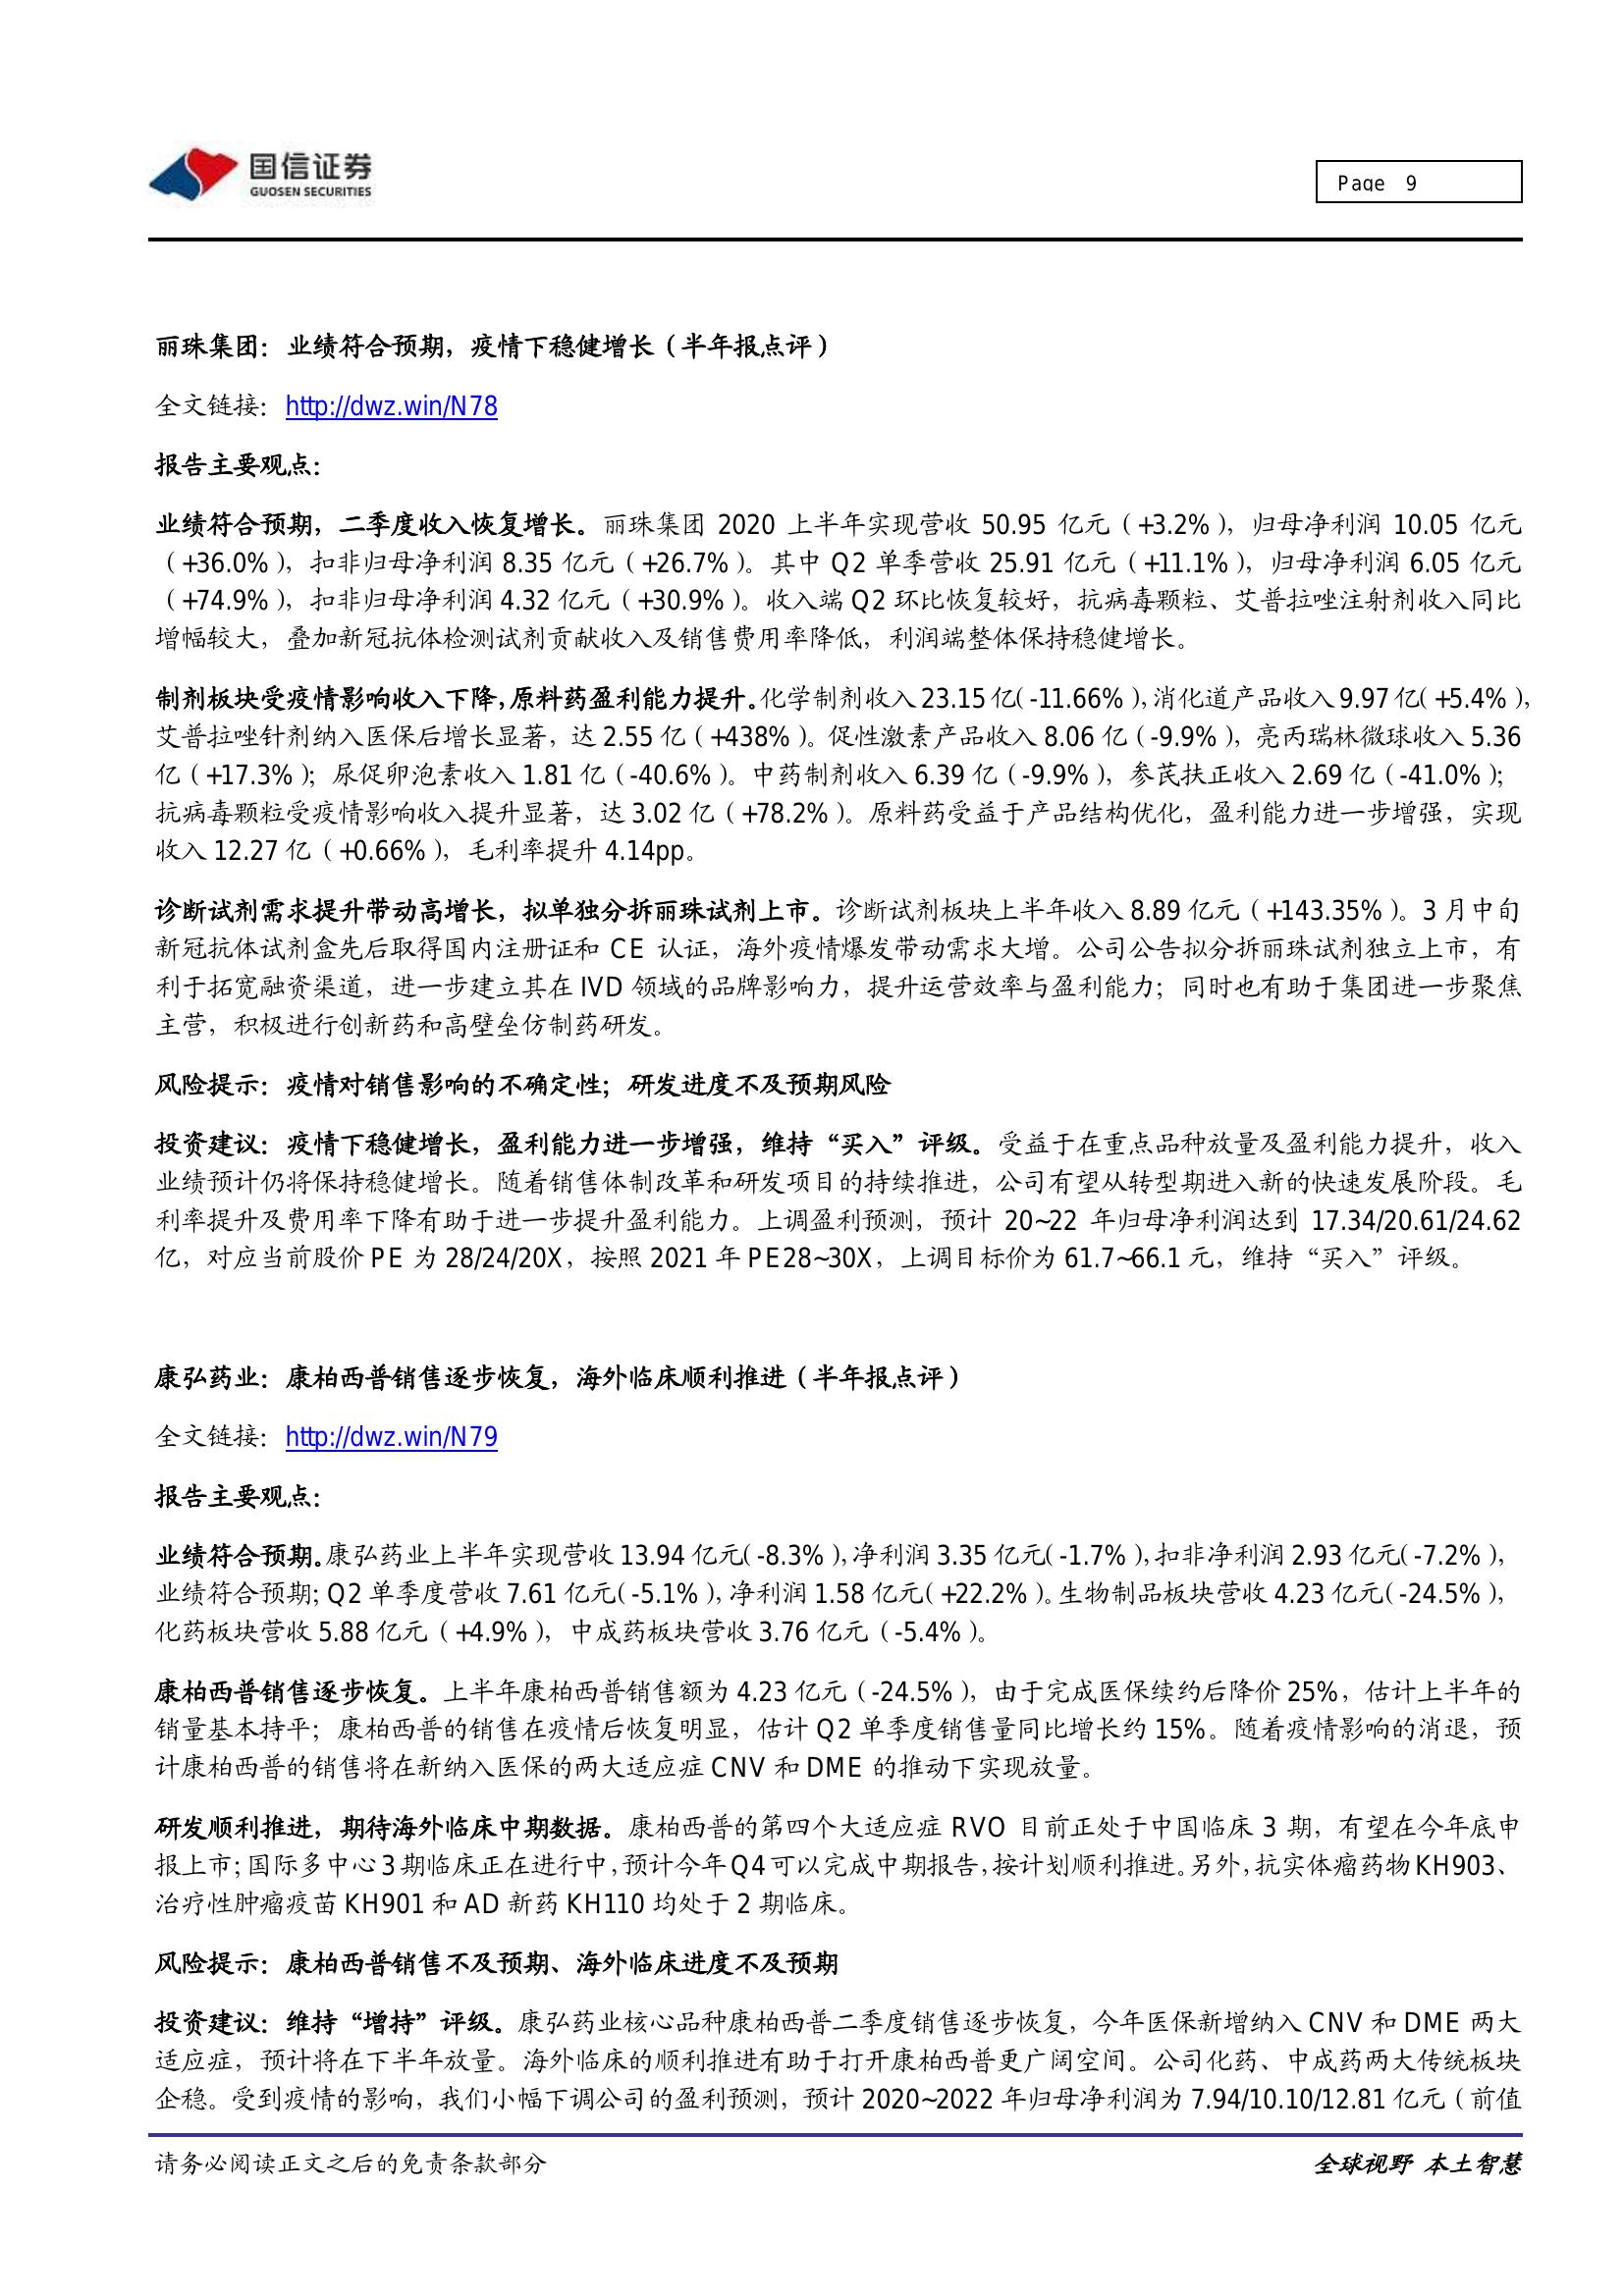 国信证券
GUOSEN SECURITIES
Page 9
丽珠集团：业绩符合预期，疫情下稳健增长（半年报点评）
全文链接：http://dwz.win/N78
报告主要观点：
业绩符合预期，二季度收入恢复增长。丽珠集团 2020 上半年实现营收 50.95 亿元（+3.2%），归母净利润 10.05 亿元
（+36.0%），扣非归母净利润 8.35 亿元（+26.7%）。其中 Q2 单季营收 25.91 亿元（+11.1%），归母净利润 6.05 亿元
（+74.9%），扣非归母净利润 4.32 亿元（+30.9%）。收入端 Q2 环比恢复较好，抗病毒颗粒、艾普拉唑注射剂收入同比
增幅较大，叠加新冠抗体检测试剂贡献收入及销售费用率降低，利润端整体保持稳健增长。
制剂板块受疫情影响收入下降，原料药盈利能力提升。化学制剂收入 23.15 亿（-11.66%），消化道产品收入 9.97 亿（+5.4%），
艾普拉唑针剂纳入医保后增长显著，达 2.55 亿（+438%）。促性激素产品收入 8.06 亿（-9.9%），亮丙瑞林微球收入 5.36
亿（+17.3%）；尿促卵泡素收入 1.81 亿（-40.6%）。中药制剂收入 6.39 亿（-9.9%），参芪扶正收入 2.69 亿（-41.0%）；
抗病毒颗粒受疫情影响收入提升显著，达 3.02 亿（+78.2%）。原料药受益于产品结构优化，盈利能力进一步增强，实现
收入 12.27 亿（+0.66%），毛利率提升 4.14pp。
诊断试剂需求提升带动高增长，拟单独分拆丽珠试剂上市。诊断试剂板块上半年收入 8.89 亿元（+143.35%）。3 月中旬
新冠抗体试剂盒先后取得国内注册证和 CE 认证，海外疫情爆发带动需求大增。公司公告拟分拆丽珠试剂独立上市，有
利于拓宽融资渠道，进一步建立其在 IVD 领域的品牌影响力，提升运营效率与盈利能力；同时也有助于集团进一步聚焦
主营，积极进行创新药和高壁垒仿制药研发。
风险提示：疫情对销售影响的不确定性；研发进度不及预期风险
投资建议：疫情下稳健增长，盈利能力进一步增强，维持“买入”评级。受益于在重点品种放量及盈利能力提升，收入
业绩预计仍将保持稳健增长。随着销售体制改革和研发项目的持续推进，公司有望从转型期进入新的快速发展阶段。毛
利率提升及费用率下降有助于进一步提升盈利能力。上调盈利预测，预计 20~22 年归母净利润达到 17.34/20.61/24.62
亿，对应当前股价 PE 为 28/24/20X，按照 2021 年 PE28~30X，上调目标价为 61.7~66.1 元，维持“买入”评级。
康弘药业：康柏西普销售逐步恢复，海外临床顺利推进（半年报点评）
全文链接：http://dwz.win/N79
报告主要观点：
业绩符合预期。康弘药业上半年实现营收 13.94 亿元（-8.3%），净利润 3.35 亿元（-1.7%），扣非净利润 2.93 亿元（-7.2%），
业绩符合预期；Q2 单季度营收 7.61 亿元（-5.1%），净利润 1.58 亿元（+22.2%）。生物制品板块营收 4.23 亿元（-24.5%），
化药板块营收 5.88 亿元（+4.9%），中成药板块营收 3.76 亿元（-5.4%）。
康柏西普销售逐步恢复。上半年康柏西普销售额为 4.23 亿元（-24.5%），由于完成医保续约后降价 25%，估计上半年的
销量基本持平；康柏西普的销售在疫情后恢复明显，估计 Q2 单季度销售量同比增长约 15%。随着疫情影响的消退，预
计康柏西普的销售将在新纳入医保的两大适应症 CNV 和 DME 的推动下实现放量。
研发顺利推进，期待海外临床中期数据。康柏西普的第四个大适应症 RVO 目前正处于中国临床 3 期，有望在今年底申
报上市；国际多中心 3 期临床正在进行中，预计今年 Q4 可以完成中期报告，按计划顺利推进。另外，抗实体瘤药物 KH903、
治疗性肿瘤疫苗 KH901 和 AD 新药 KH110 均处于 2 期临床。
风险提示：康柏西普销售不及预期、海外临床进度不及预期
投资建议：维持“增持”评级。康弘药业核心品种康柏西普二季度销售逐步恢复，今年医保新增纳入 CNV 和 DME 两大
适应症，预计将在下半年放量。海外临床的顺利推进有助于打开康柏西普更广阔空间。公司化药、中成药两大传统板块
企稳。受到疫情的影响，我们小幅下调公司的盈利预测，预计 2020~2022 年归母净利润为 7.94/10.10/12.81 亿元（前值
请务必阅读正文之后的免责条款部分
全球视野 本土智慧